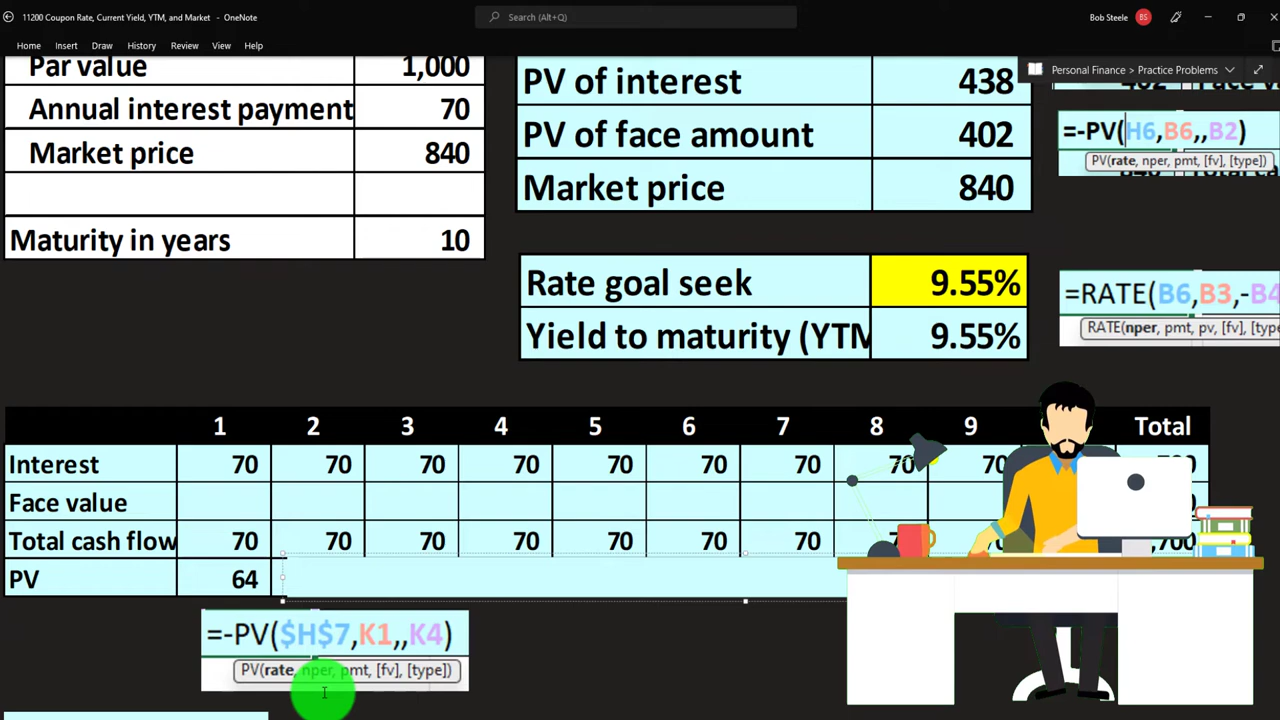 11200 Coupon Rate, Current Yield, YTM, and Market - OneNote
Search (Alt+Q)
Bob Steele BS
Home Insert Draw History Review View Help
Personal Finance > Practice Problems
Par value 1,000
Annual interest payment 70
Market price 840
Maturity in years 10
PV of interest 438
PV of face amount 402
Market price 840
Rate goal seek 9.55%
Yield to maturity (YTM 9.55%
=-PV(H6,B6,,B2)
PV(rate, nper, pmt, [fv], [type])
=RATE(B6,B3,-B4
RATE(nper, pmt, pv, [fv], [type
1 2 3 4 5 6 7 8 9 Total
Interest 70 70 70 70 70 70 70 70 70
Face value
Total cash flow 70 70 70 70 70 70 70
PV 64
=-PV($H$7,K1,,K4)
PV(rate, nper, pmt, [fv], [type])